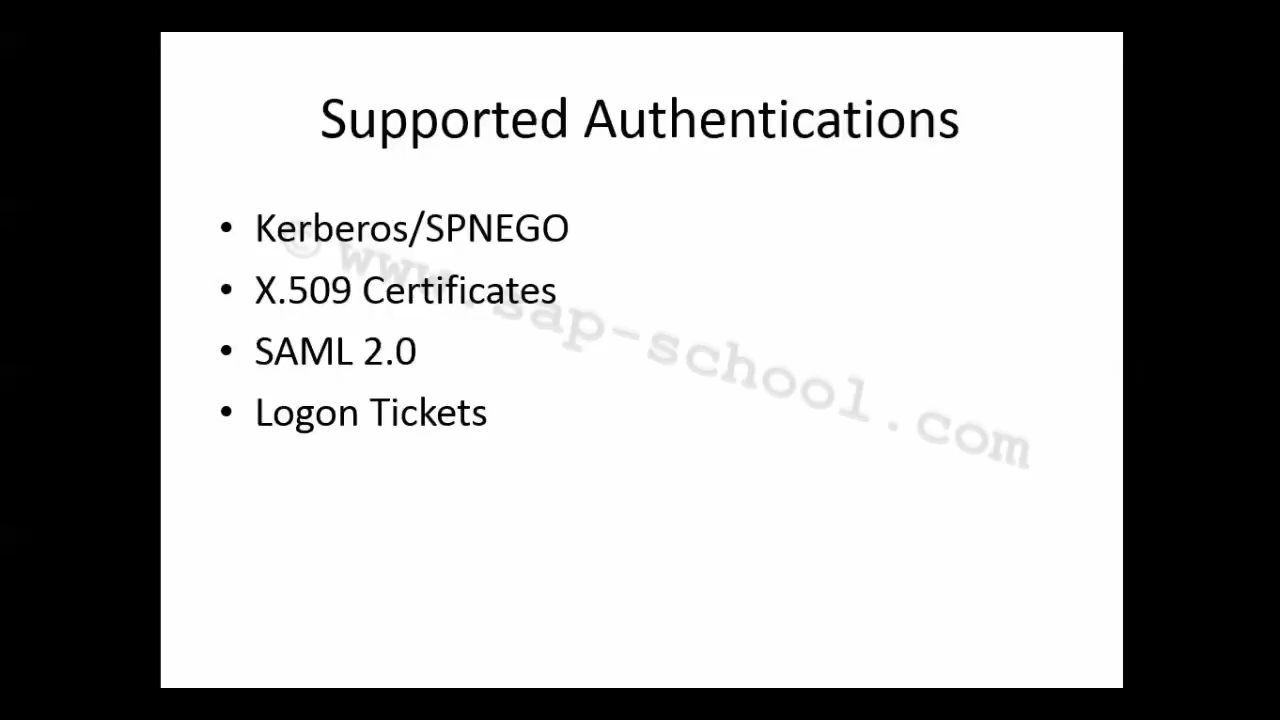 Supported Authentications
• Kerberos/SPNEGO
• X.509 Certificates
• SAML 2.0
• Logon Tickets
© www.sap-school.com